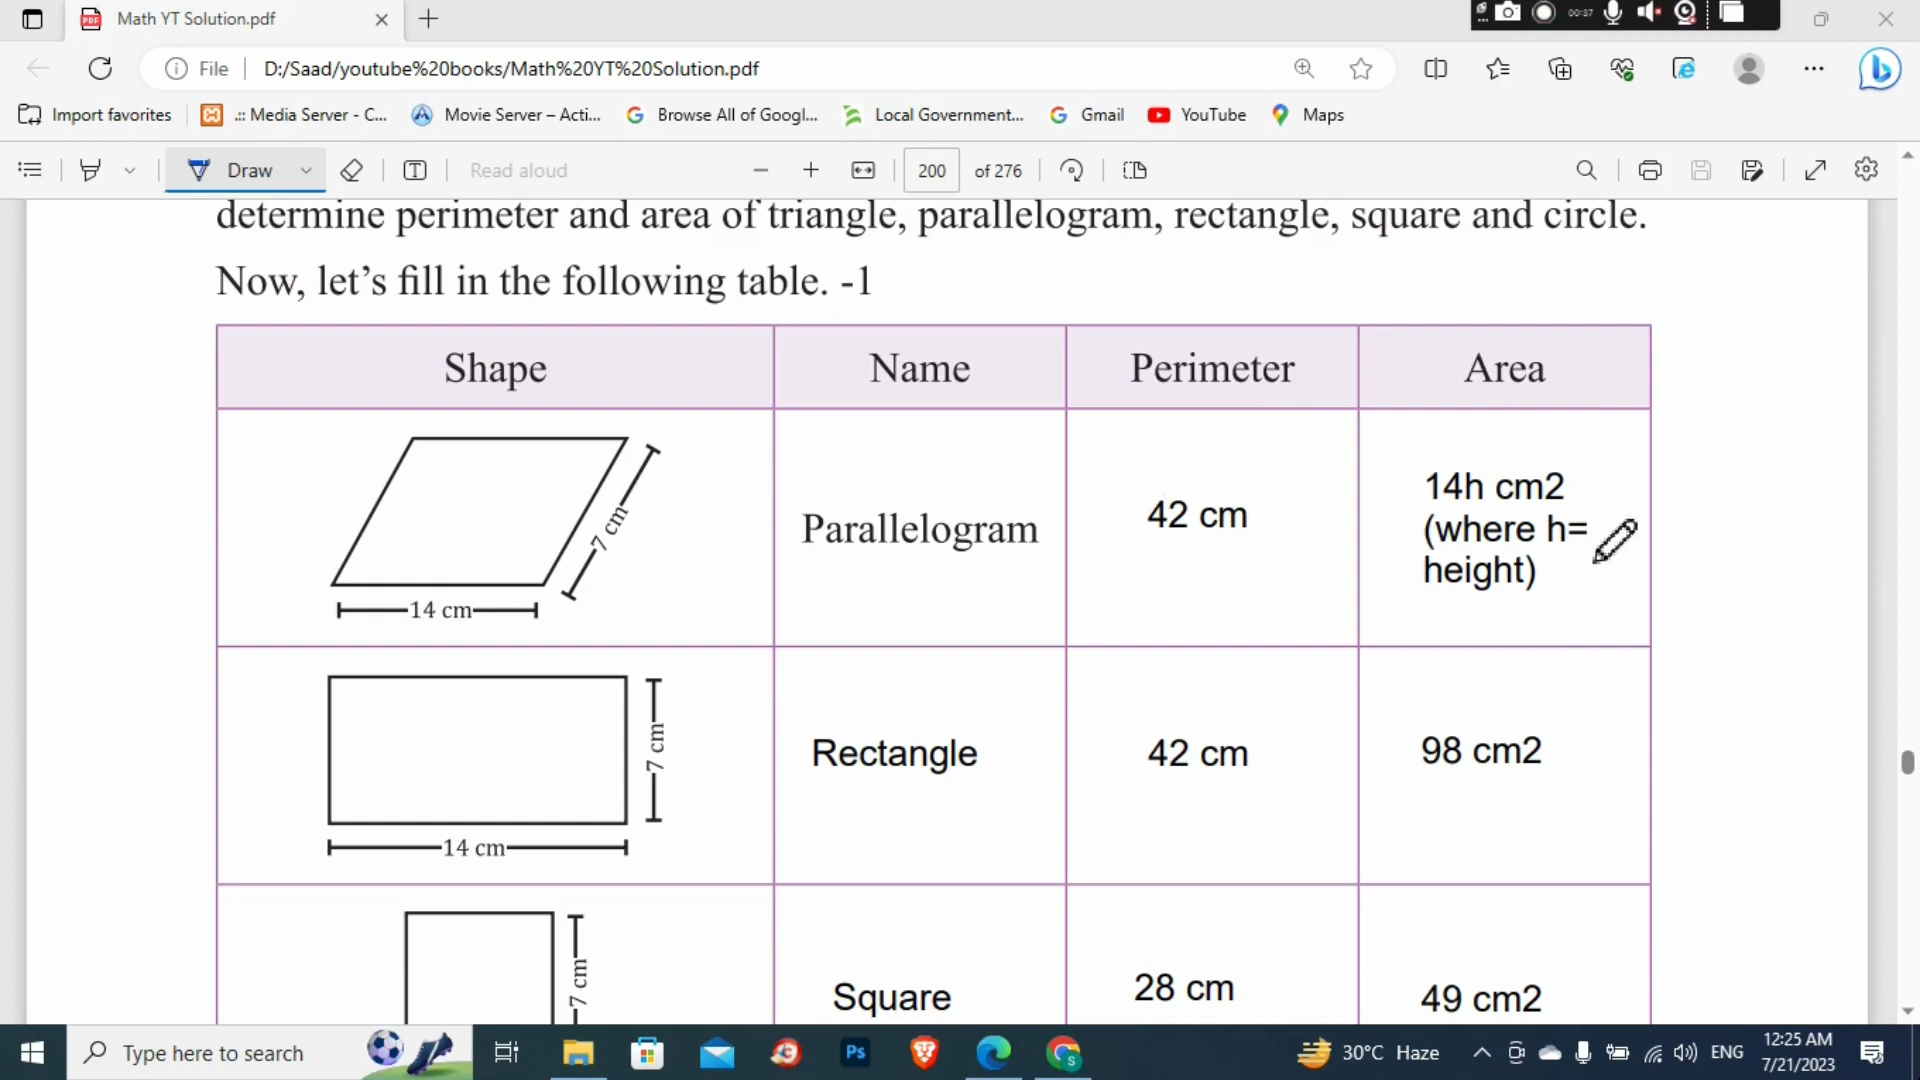 Math YT Solution.pdf
00:37
File
D:/Saad/youtube%20books/Math%20YT%20Solution.pdf
Import favorites
.:: Media Server - C...
Movie Server – Acti...
Browse All of Googl...
Local Government...
Gmail
YouTube
Maps
Draw
Read aloud
200
of 276
determine perimeter and area of triangle, parallelogram, rectangle, square and circle.
Now, let’s fill in the following table. -1
Shape
Name
Perimeter
Area
7 cm
14 cm
Parallelogram
42 cm
14h cm2
(where h=
height)
7 cm
14 cm
Rectangle
42 cm
98 cm2
7 cm
Square
28 cm
49 cm2
Type here to search
Ps
S
30°C Haze
ENG
12:25 AM
7/21/2023